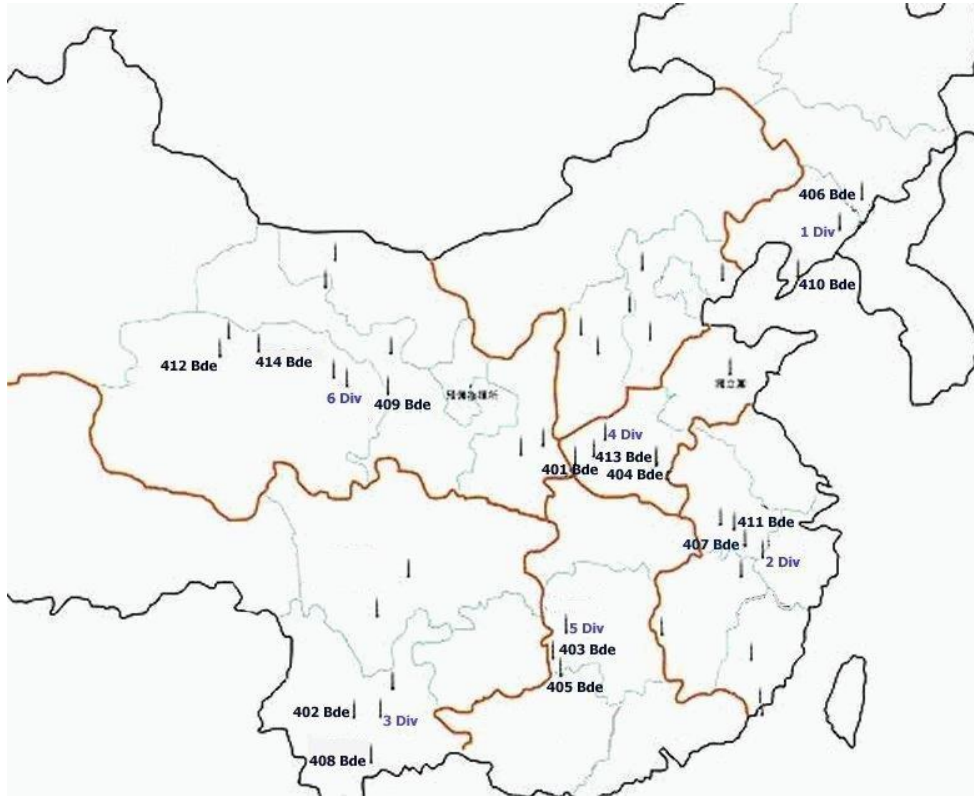 406 Bde
1 Div
410 Bde
412 Bde
414 Bde
6 Div
409 Bde
4 Div
413 Bde
401 Bde
404 Bde
411 Bde
407 Bde
2 Div
5 Div
403 Bde
405 Bde
402 Bde
3 Div
408 Bde